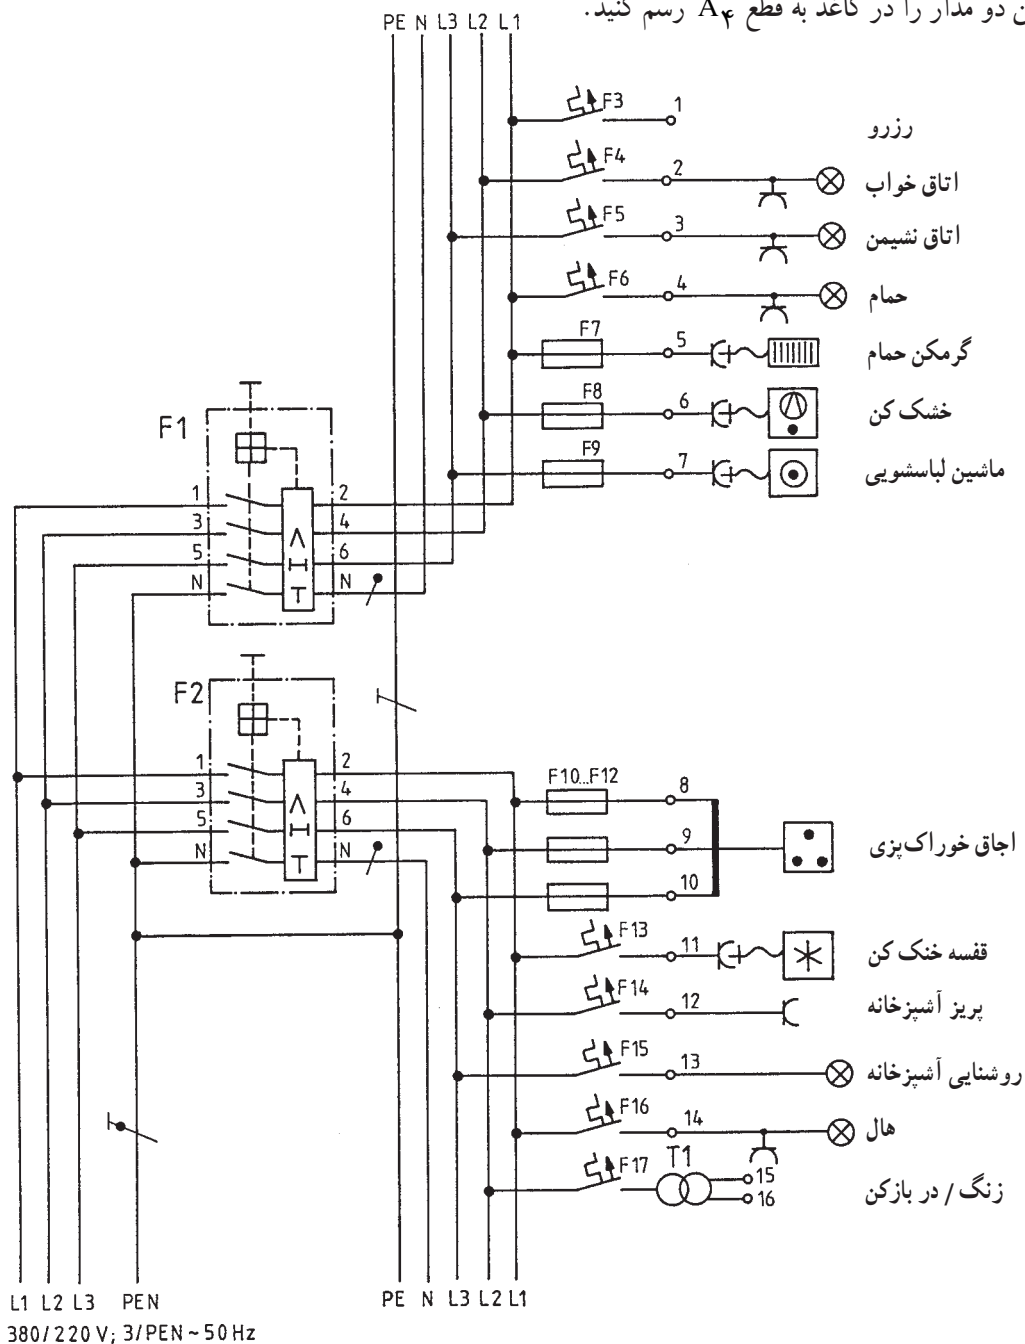 ن دو مدار را در کاغذ به قطع A۴ رسم کنید.
PE N L3 L2 L1
F3 1 رزرو
F4 2 اتاق خواب
F5 3 اتاق نشیمن
F6 4 حمام
F7 5 گرمکن حمام
F8 6 خشک کن
F9 7 ماشین لباسشویی
F1
1 2
3 4
5 6
N N
F2
1 2
3 4
5 6
N N
F10...F12 8
9 اجاق خوراک‌پزی
10
F13 11 قفسه خنک کن
F14 12 پریز آشپزخانه
F15 13 روشنایی آشپزخانه
F16 14 هال
F17 T1 15 زنگ / در بازکن
16
L1 L2 L3 PEN PE N L3 L2 L1
380/220 V; 3/PEN ~ 50 Hz